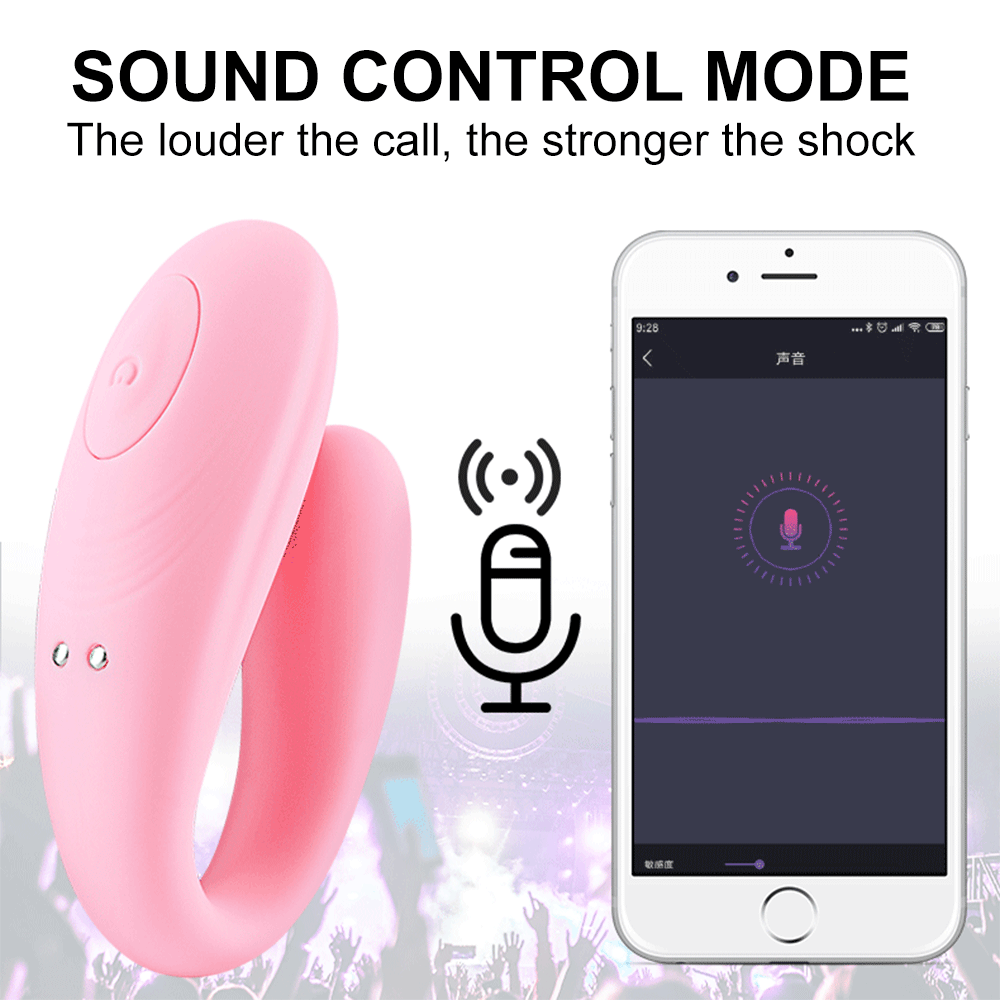 SOUND CONTROL MODE
The louder the call, the stronger the shock
9:28
声音
敏感度